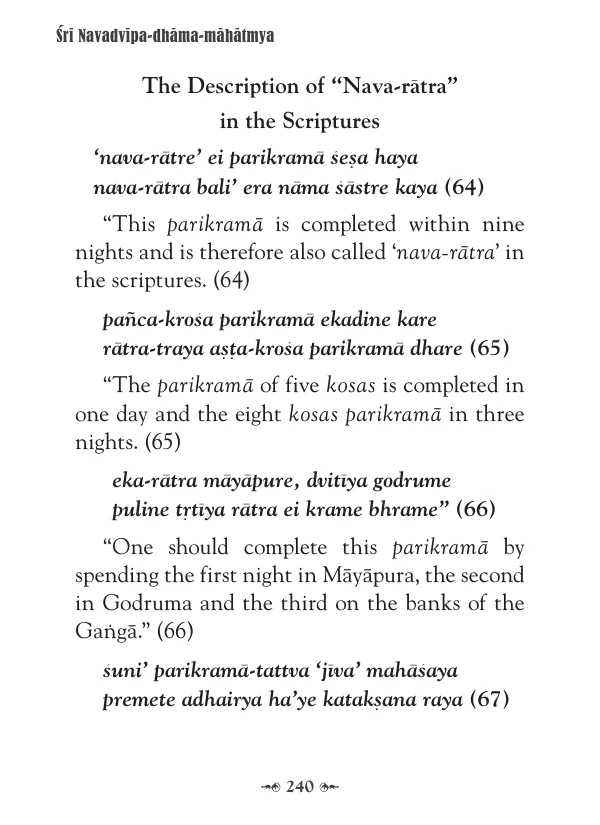 Śrī Navadvīpa-dhāma-māhātmya
The Description of “Nava-rātra”
in the Scriptures
‘nava-rātre’ ei parikramā śeṣa haya
nava-rātra bali’ era nāma śāstre kaya (64)
“This parikramā is completed within nine
nights and is therefore also called ‘nava-rātra’ in
the scriptures. (64)
pañca-krośa parikramā ekadine kare
rātra-traya aṣṭa-krośa parikramā dhare (65)
“The parikramā of five kosas is completed in
one day and the eight kosas parikramā in three
nights. (65)
eka-rātra māyāpure, dvitīya godrume
puline tṛtīya rātra ei krame bhrame” (66)
“One should complete this parikramā by
spending the first night in Māyāpura, the second
in Godruma and the third on the banks of the
Gaṅgā.” (66)
śuni’ parikramā-tattva ‘jīva’ mahāśaya
premete adhairya ha’ye katakṣana raya (67)
240